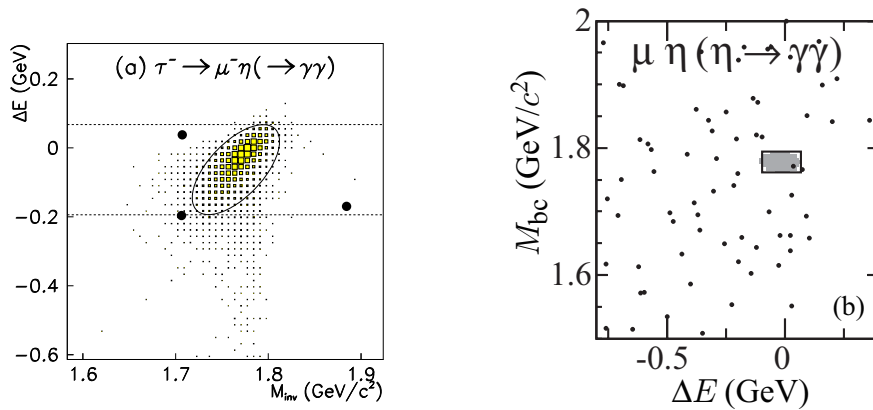 (a) τ⁻ → μ⁻η(→γγ)
ΔE (GeV)
0.2
0
-0.2
-0.4
-0.6
1.6
1.7
1.8
1.9
M_inv (GeV/c²)
μ η (η → γγ)
M_bc (GeV/c²)
2
1.8
1.6
(b)
-0.5
0
ΔE (GeV)